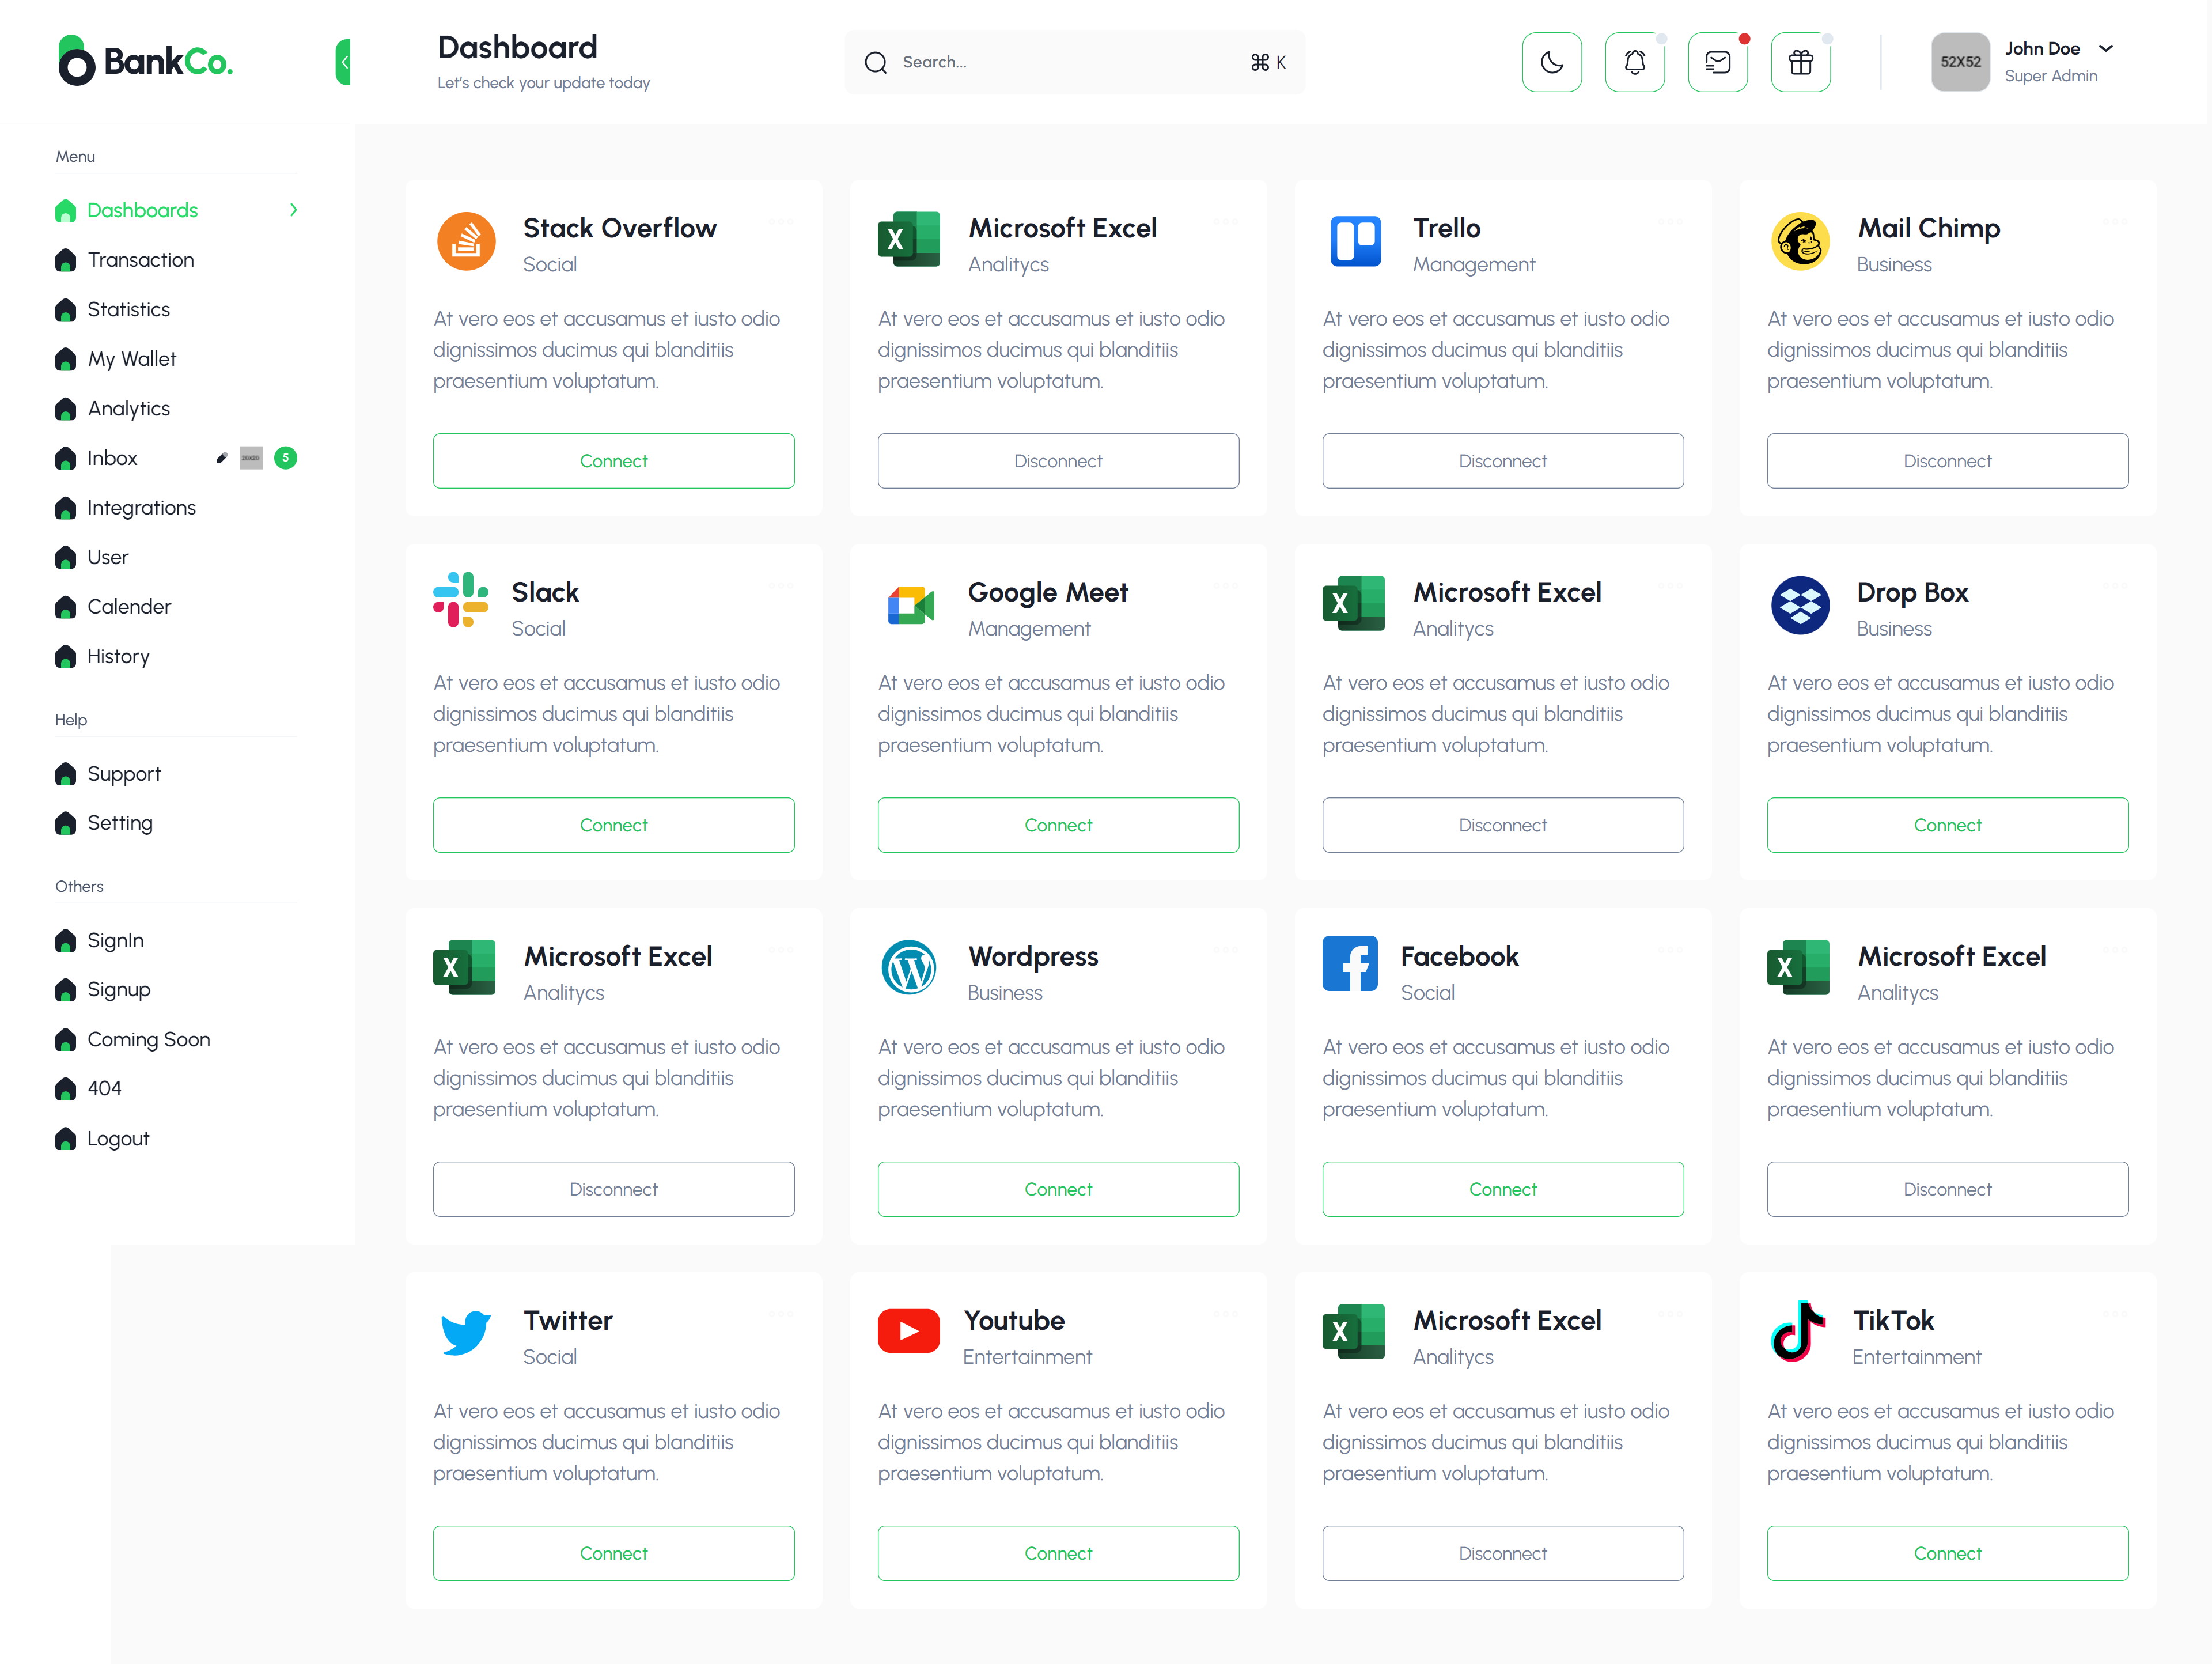 BankCo.
Dashboard
Let's check your update today
Search...
⌘ K
52X52
John Doe
Super Admin
Menu
Dashboards
Transaction
Statistics
My Wallet
Analytics
Inbox
5
Integrations
User
Calender
History
Help
Support
Setting
Others
SignIn
Signup
Coming Soon
404
Logout
Stack Overflow
Social
At vero eos et accusamus et iusto odio
dignissimos ducimus qui blanditiis
praesentium voluptatum.
Connect
Microsoft Excel
Analitycs
At vero eos et accusamus et iusto odio
dignissimos ducimus qui blanditiis
praesentium voluptatum.
Disconnect
Trello
Management
At vero eos et accusamus et iusto odio
dignissimos ducimus qui blanditiis
praesentium voluptatum.
Disconnect
Mail Chimp
Business
At vero eos et accusamus et iusto odio
dignissimos ducimus qui blanditiis
praesentium voluptatum.
Disconnect
Slack
Social
At vero eos et accusamus et iusto odio
dignissimos ducimus qui blanditiis
praesentium voluptatum.
Connect
Google Meet
Management
At vero eos et accusamus et iusto odio
dignissimos ducimus qui blanditiis
praesentium voluptatum.
Connect
Microsoft Excel
Analitycs
At vero eos et accusamus et iusto odio
dignissimos ducimus qui blanditiis
praesentium voluptatum.
Disconnect
Drop Box
Business
At vero eos et accusamus et iusto odio
dignissimos ducimus qui blanditiis
praesentium voluptatum.
Connect
Microsoft Excel
Analitycs
At vero eos et accusamus et iusto odio
dignissimos ducimus qui blanditiis
praesentium voluptatum.
Disconnect
Wordpress
Business
At vero eos et accusamus et iusto odio
dignissimos ducimus qui blanditiis
praesentium voluptatum.
Connect
Facebook
Social
At vero eos et accusamus et iusto odio
dignissimos ducimus qui blanditiis
praesentium voluptatum.
Connect
Microsoft Excel
Analitycs
At vero eos et accusamus et iusto odio
dignissimos ducimus qui blanditiis
praesentium voluptatum.
Disconnect
Twitter
Social
At vero eos et accusamus et iusto odio
dignissimos ducimus qui blanditiis
praesentium voluptatum.
Connect
Youtube
Entertainment
At vero eos et accusamus et iusto odio
dignissimos ducimus qui blanditiis
praesentium voluptatum.
Connect
Microsoft Excel
Analitycs
At vero eos et accusamus et iusto odio
dignissimos ducimus qui blanditiis
praesentium voluptatum.
Disconnect
TikTok
Entertainment
At vero eos et accusamus et iusto odio
dignissimos ducimus qui blanditiis
praesentium voluptatum.
Connect